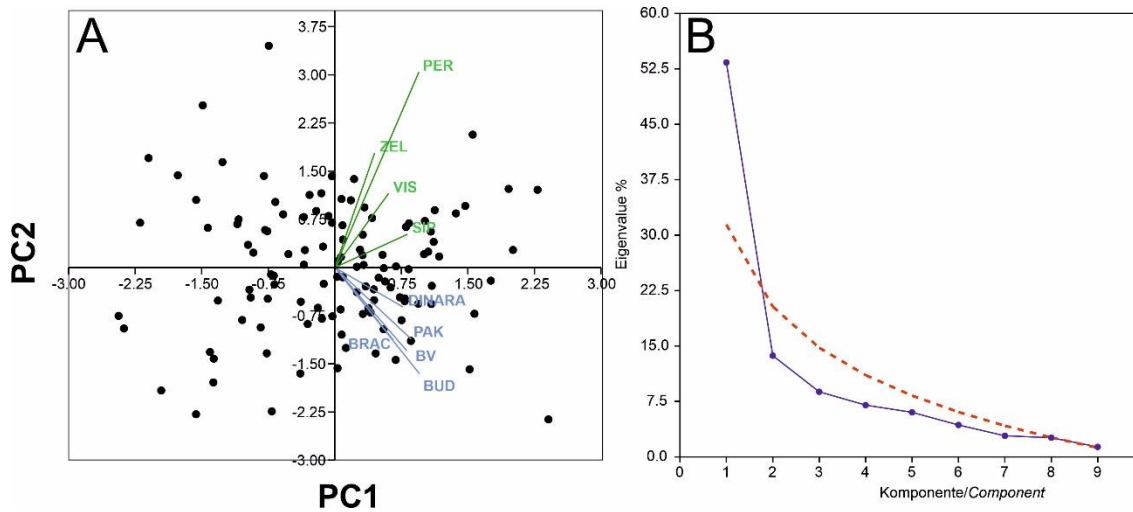 A
3.75
3.00
2.25
1.50
0.75
-3.00 -2.25 -1.50 -0.75 0.75 1.50 2.25 3.00
-0.75
-1.50
-2.25
-3.00
PER
ZEL
VIS
SIP
DINARA
PAK
BRAC
BV
BUD
PC2
PC1
B
60.0
52.5
45.0
37.5
30.0
22.5
15.0
7.5
0.0
0 1 2 3 4 5 6 7 8 9
Eigenvalue %
Komponente/Component